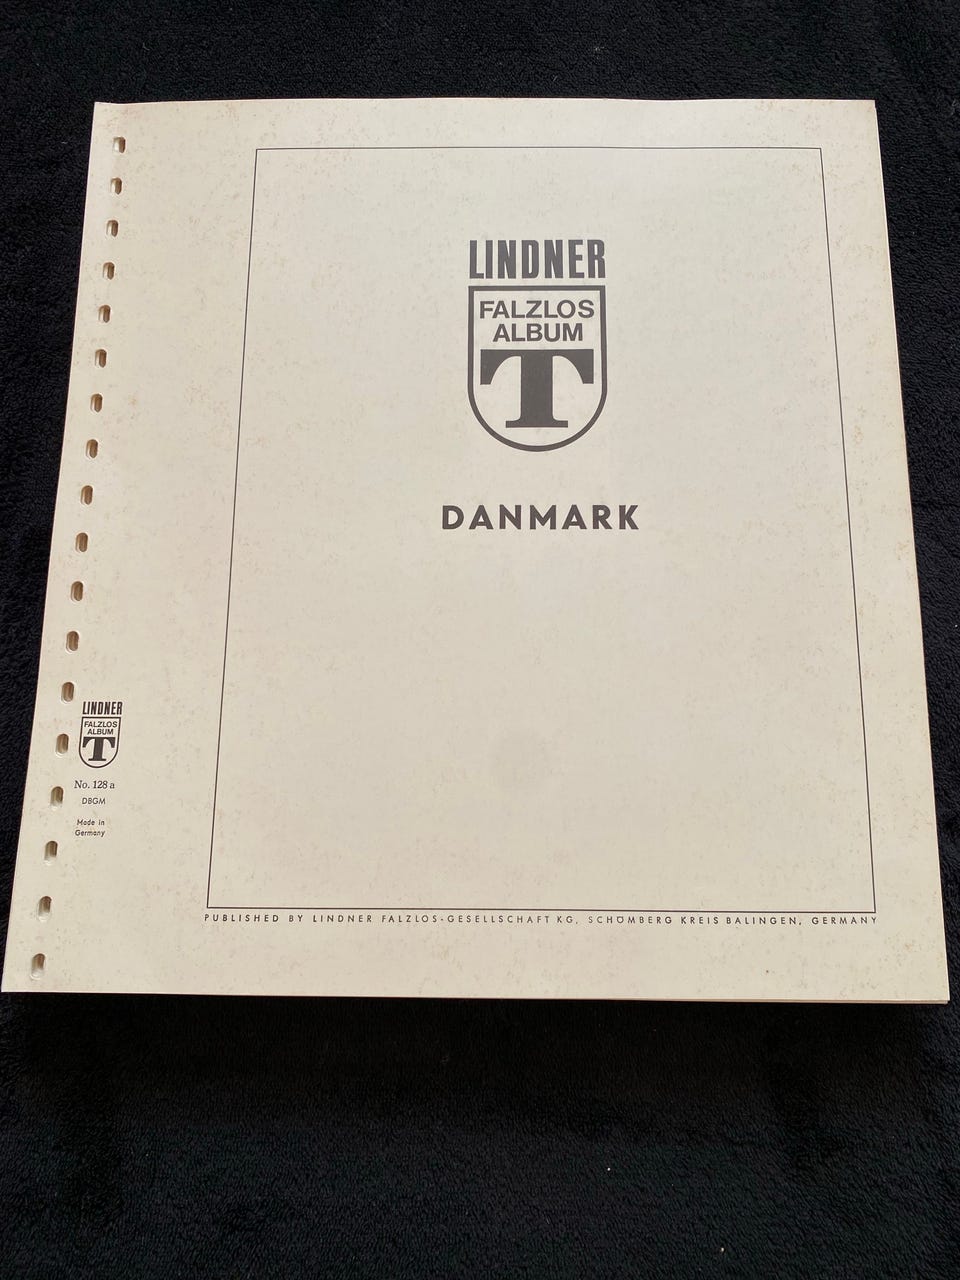 LINDNER
FALZLOS
ALBUM
T
DANMARK
LINDNER
FALZLOS
ALBUM
T
No. 128 a
DBGM
Made in
Germany
PUBLISHED BY LINDNER FALZLOS-GESELLSCHAFT KG, SCHÖMBERG KREIS BALINGEN, GERMANY